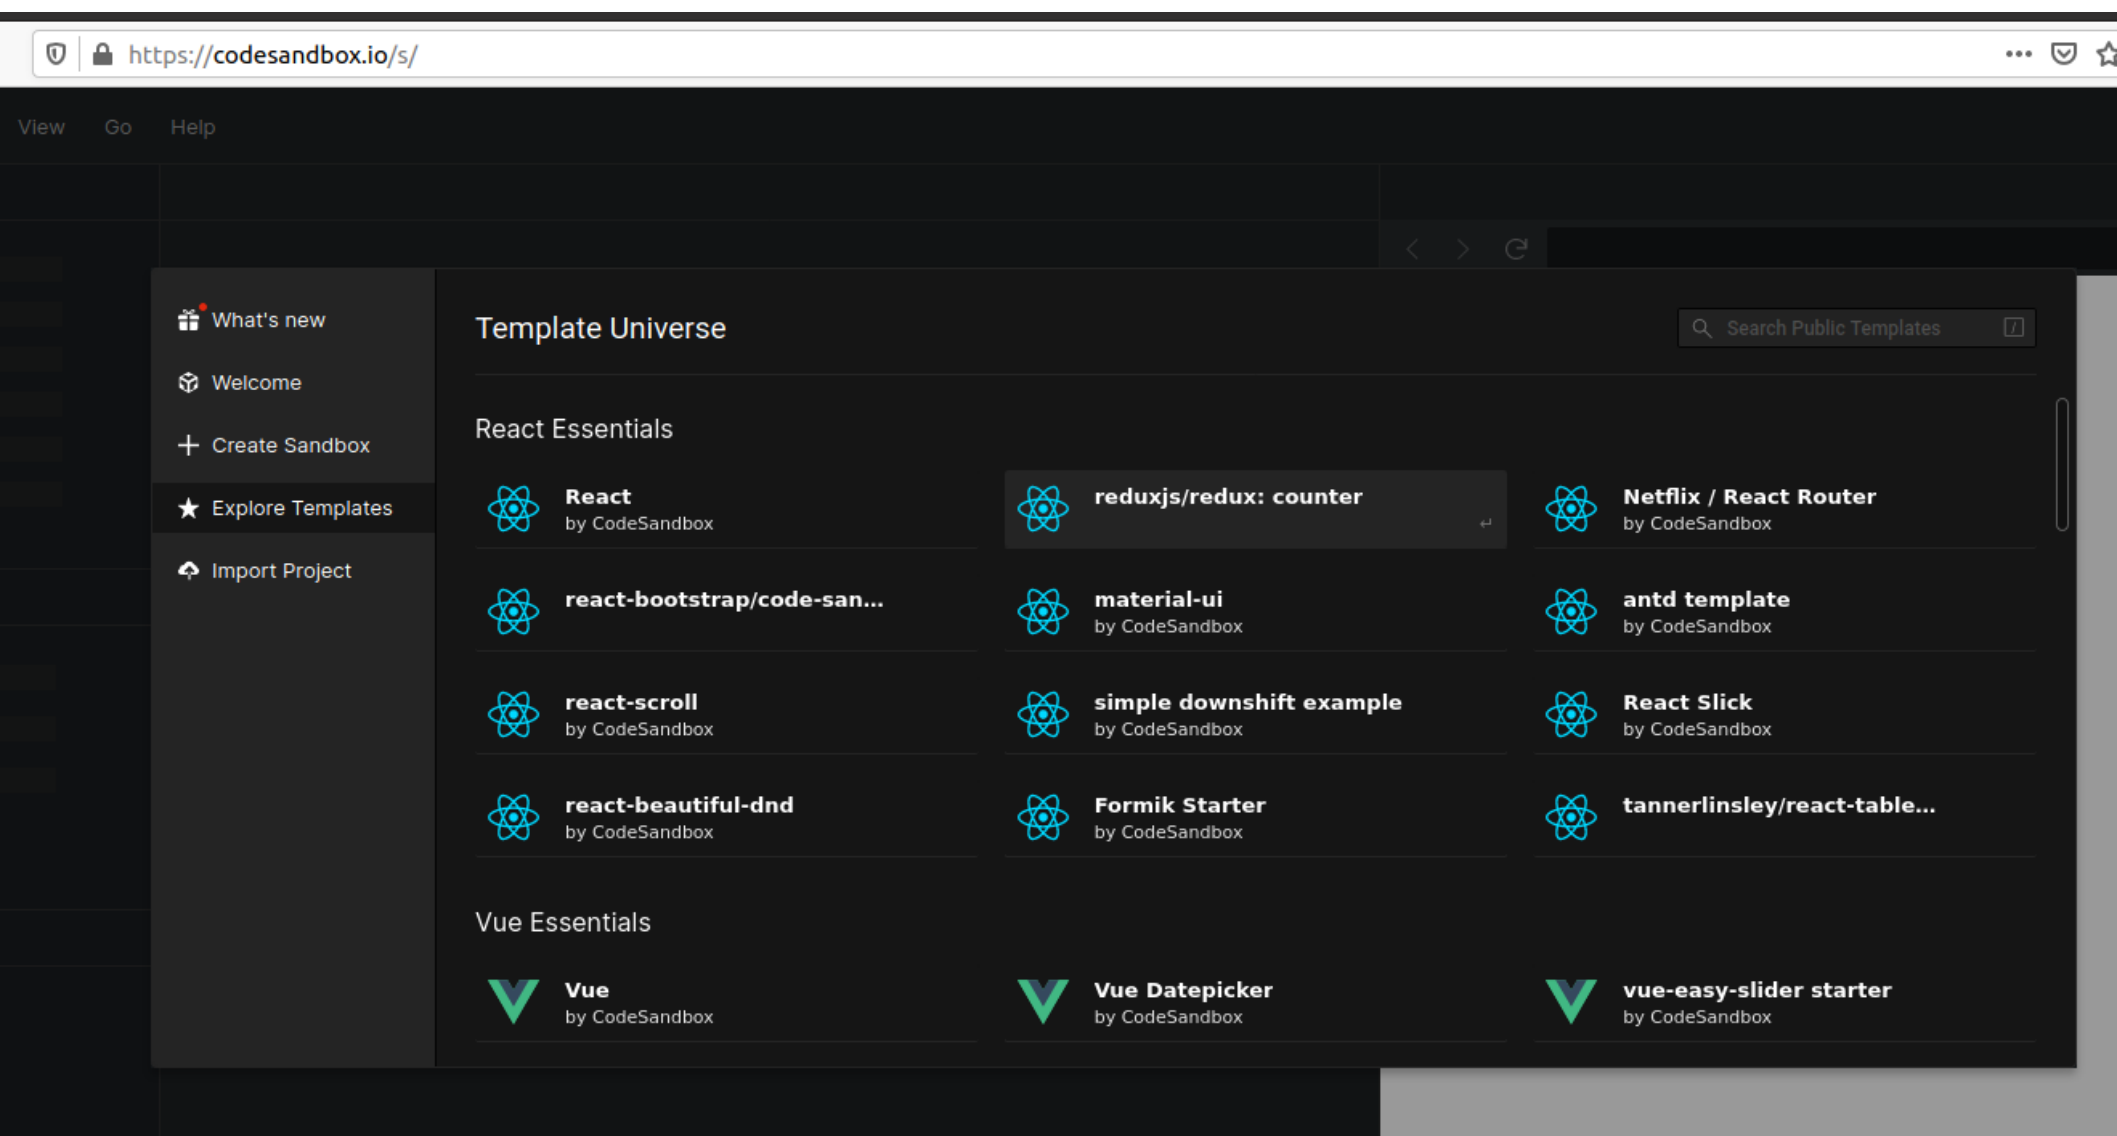 https://codesandbox.io/s/
View Go Help
What's new
Welcome
Create Sandbox
Explore Templates
Import Project
Template Universe
Search Public Templates /
React Essentials
React
by CodeSandbox
reduxjs/redux: counter
Netflix / React Router
by CodeSandbox
react-bootstrap/code-san...
material-ui
by CodeSandbox
antd template
by CodeSandbox
react-scroll
by CodeSandbox
simple downshift example
by CodeSandbox
React Slick
by CodeSandbox
react-beautiful-dnd
by CodeSandbox
Formik Starter
by CodeSandbox
tannerlinsley/react-table...
Vue Essentials
Vue
by CodeSandbox
Vue Datepicker
by CodeSandbox
vue-easy-slider starter
by CodeSandbox